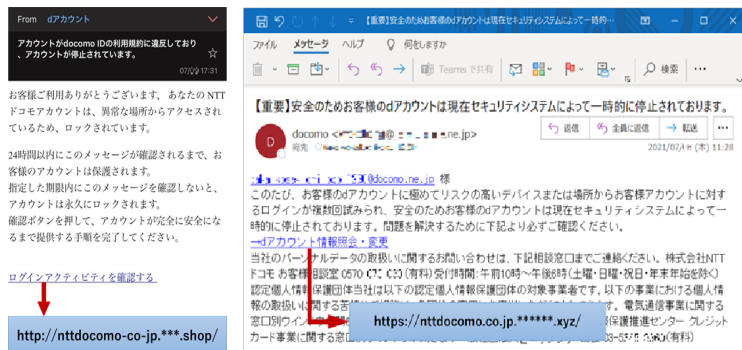 From dアカウント
アカウントがdocomo IDの利用規約に違反しており
、アカウントが停止されています。
07/09 17:31
お客様ご利用ありがとうございます、 あなたの NTT
ドコモアカウントは、異常な場所からアクセスされ
ているため、ロックされています。
24時間以内にこのメッセージが確認されるまで、お
客様のアカウントは保護されます。
指定した期限内にこのメッセージを確認しないと、
アカウントは永久にロックされます。
確認ボタンを押して、アカウントが完全に安全にな
るまで提供する手順を完了してください。
ログインアクティビティを確認する
http://nttdocomo-co-jp.***.shop/
【重要】安全のためお客様のdアカウントは現在セキュリティシステムによって一時的…
ファイル メッセージ ヘルプ 何をしますか
Teams で共有 検索
【重要】安全のためお客様のdアカウントは現在セキュリティシステムによって一時的に停止されております。
D docomo ne.jp>
宛先
返信 全員に返信 転送
2021/07/ (木) 11:28
@docomo.ne.jp 様
このたび、お客様のdアカウントに極めてリスクの高いデバイスまたは場所からお客様アカウントに対す
るログインが複数回試みられ、安全のためお客様のdアカウントは現在セキュリティシステムによって一
時的に停止されております。問題を解決するために下記より必ずご確認ください。
→dアカウント情報照会・変更
当社のパーソナルデータの取扱いに関するお問い合わせは、下記相談窓口までご連絡ください。株式会社NTT
ドコモ お客様相談室 0570 (有料) 受付時間：午前10時～午後6時(土曜・日曜・祝日・年末年始を除く)
認定個人情報保護団体当社は以下の認定個人情報保護団体の対象事業者です。以下の事業における個人情
報の取扱いに関する 電気通信事業に関する
窓口別ウイン 報保護推進センター クレジット
カード事業に関する窓 (有料)
https://nttdocomo.co.jp.******.xyz/